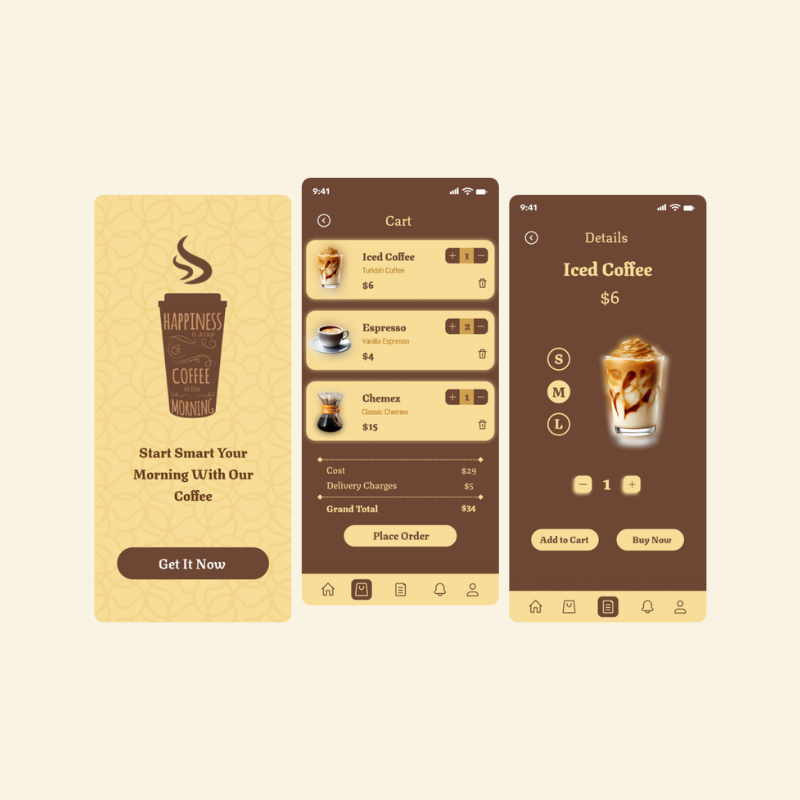 HAPPINESS
is a cup
OF
COFFEE
in the
MORNING
Start Smart Your
Morning With Our
Coffee
Get It Now
9:41
Cart
Iced Coffee
Turkish Coffee
$6
+ 1 −
Espresso
Vanilla Espresso
$4
+ 2 −
Chemex
Classic Chemex
$15
+ 1 −
Cost $29
Delivery Charges $5
Grand Total $34
Place Order
9:41
Details
Iced Coffee
$6
S
M
L
− 1 +
Add to Cart Buy Now